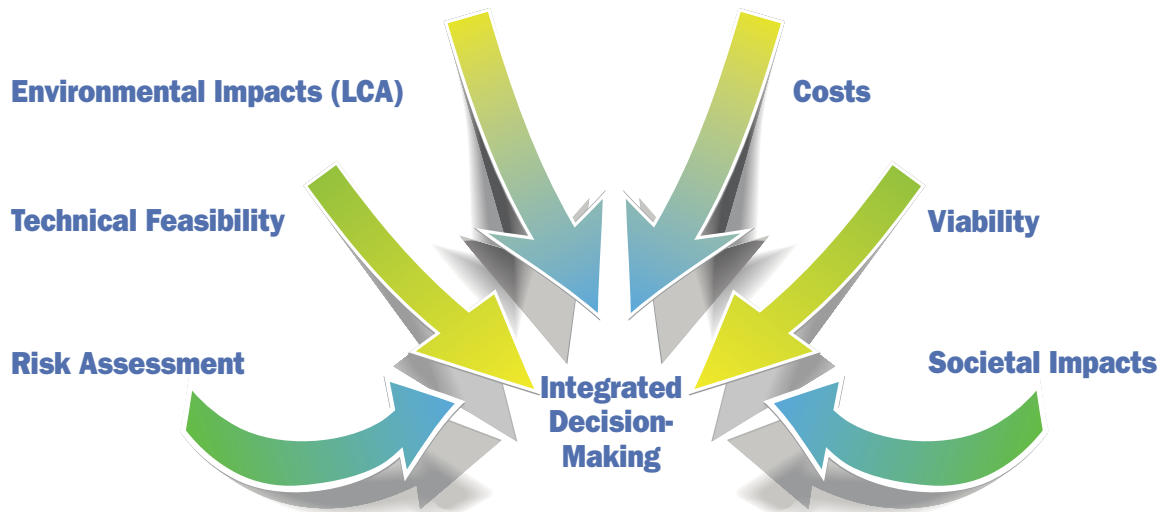 Environmental Impacts (LCA)
Costs
Technical Feasibility
Viability
Risk Assessment
Societal Impacts
Integrated
Decision-
Making